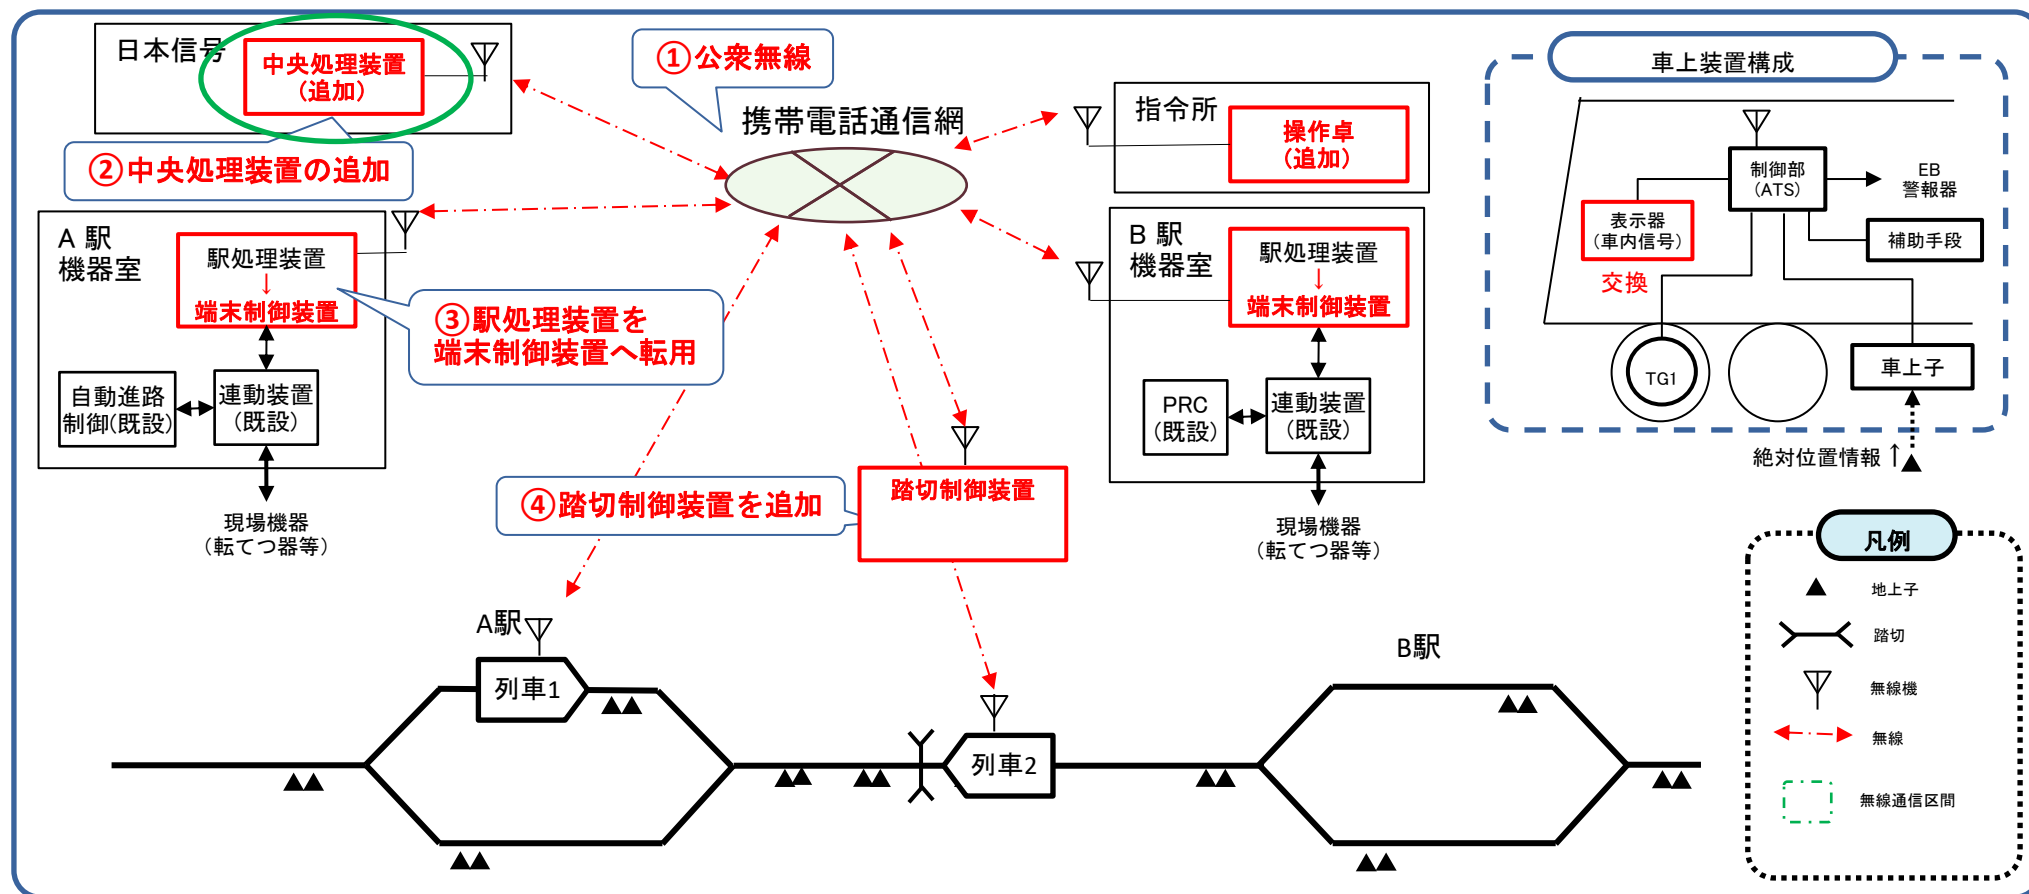 日本信号
中央処理装置
(追加)
①公衆無線
携帯電話通信網
②中央処理装置の追加
指令所
操作卓
(追加)
A 駅
機器室
駅処理装置
↓
端末制御装置
③駅処理装置を
端末制御装置へ転用
自動進路
制御(既設)
連動装置
(既設)
現場機器
(転てつ器等)
B 駅
機器室
駅処理装置
↓
端末制御装置
PRC
(既設)
連動装置
(既設)
現場機器
(転てつ器等)
④踏切制御装置を追加
踏切制御装置
車上装置構成
制御部
(ATS)
EB
警報器
表示器
(車内信号)
交換
補助手段
TG1
車上子
絶対位置情報 ↑
凡例
地上子
踏切
無線機
無線
無線通信区間
A駅
列車1
列車2
B駅